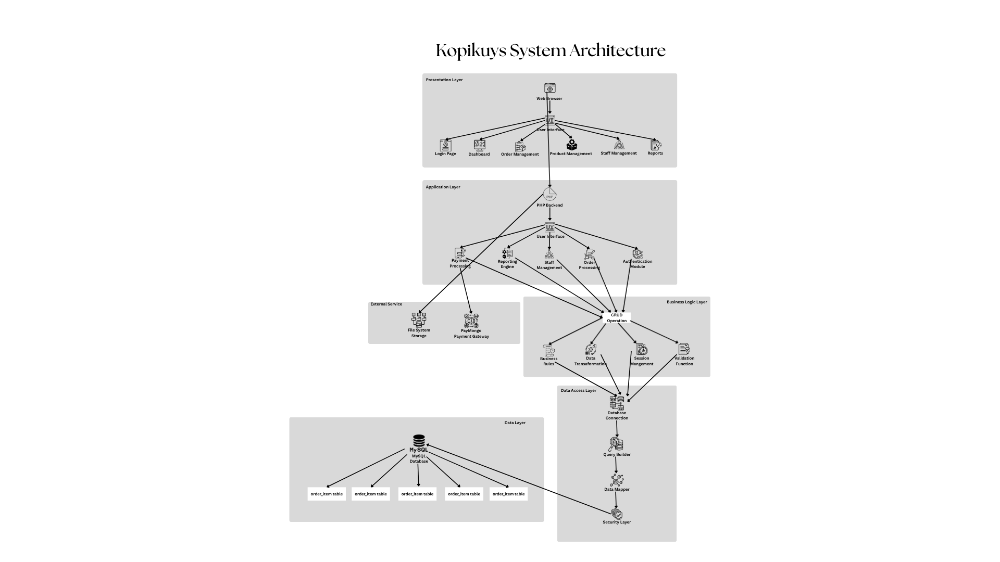 Kopikuys System Architecture
Presentation Layer
Web Browser
UI
User Interface
Login Page
Dashboard
Order Management
Product Management
Staff Management
Reports
Application Layer
PHP
PHP Backend
UI
User Interface
Payment
Processing
Reporting
Engine
Staff
Management
Order
Processing
Authentication
Module
External Service
File System
Storage
PayMongo
Payment Gateway
Business Logic Layer
CRUD
Operation
Business
Rules
Data
Transaformation
Session
Mangement
Validation
Function
Data Access Layer
Database
Connection
Query Builder
Data Mapper
Security Layer
Data Layer
My SQL
MySQL
Database
order_item table
order_item table
order_item table
order_item table
order_item table